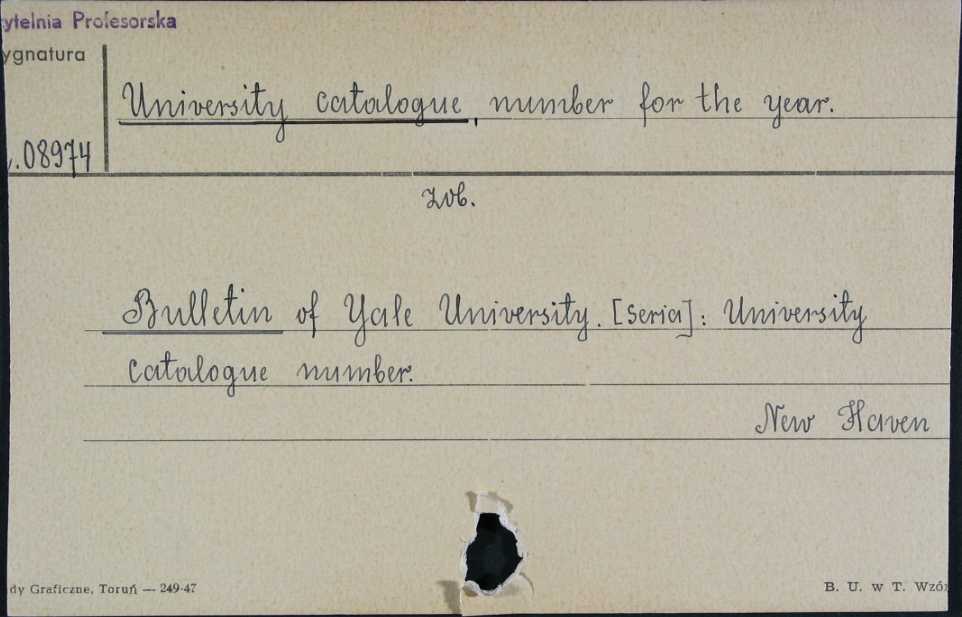 ytelnia Profesorska
ygnatura
University catalogue, number for the year.
.08974
zob.
Bulletin of Yale University. [Seria]: University
catalogue number.
New Haven
dy Graficzne, Toruń — 249-47
B. U. w T. Wzór